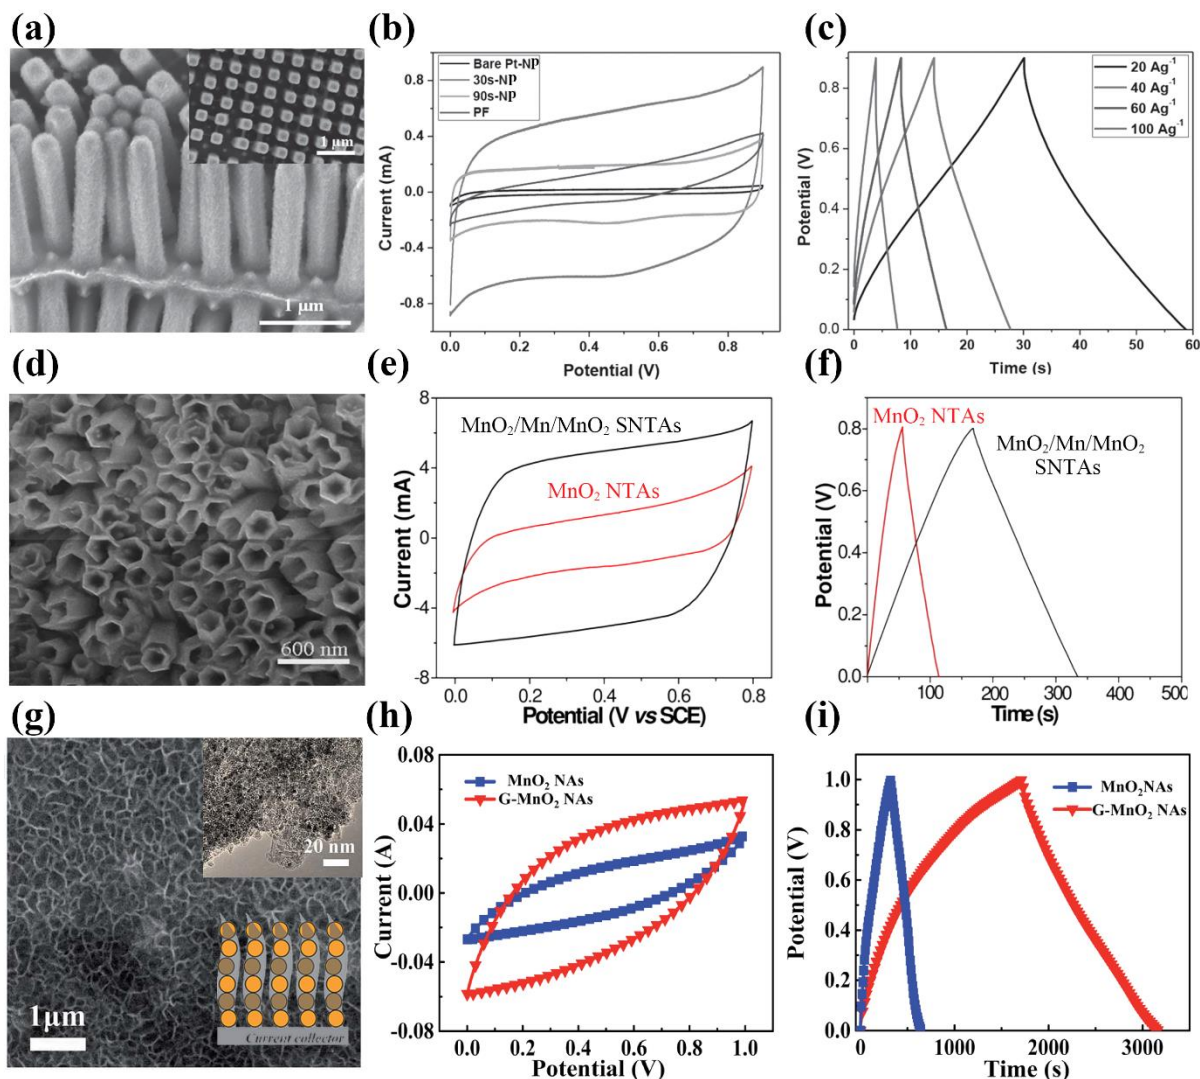 (a)
1 μm
1 μm
(b)
Bare Pt-NP
30s-NP
90s-NP
PF
Current (mA)
0.8
0.4
0.0
-0.4
-0.8
0.0 0.2 0.4 0.6 0.8
Potential (V)
(c)
20 Ag⁻¹
40 Ag⁻¹
60 Ag⁻¹
100 Ag⁻¹
Potential (V)
0.8
0.6
0.4
0.2
0.0
0 10 20 30 40 50 60
Time (s)
(d)
600 nm
(e)
MnO₂/Mn/MnO₂ SNTAs
MnO₂ NTAs
Current (mA)
8
4
0
-4
-8
0.0 0.2 0.4 0.6 0.8
Potential (V vs SCE)
(f)
MnO₂ NTAs
MnO₂/Mn/MnO₂
SNTAs
Potential (V)
0.8
0.6
0.4
0.2
0.0
100 200 300 400 500
Time (s)
(g)
20 nm
1μm
Current collector
(h)
MnO₂ NAs
G-MnO₂ NAs
Current (A)
0.08
0.04
0.00
-0.04
-0.08
0.0 0.2 0.4 0.6 0.8 1.0
Potential (V)
(i)
MnO₂NAs
G-MnO₂ NAs
Potential (V)
1.0
0.8
0.6
0.4
0.2
0.0
0 1000 2000 3000
Time (s)